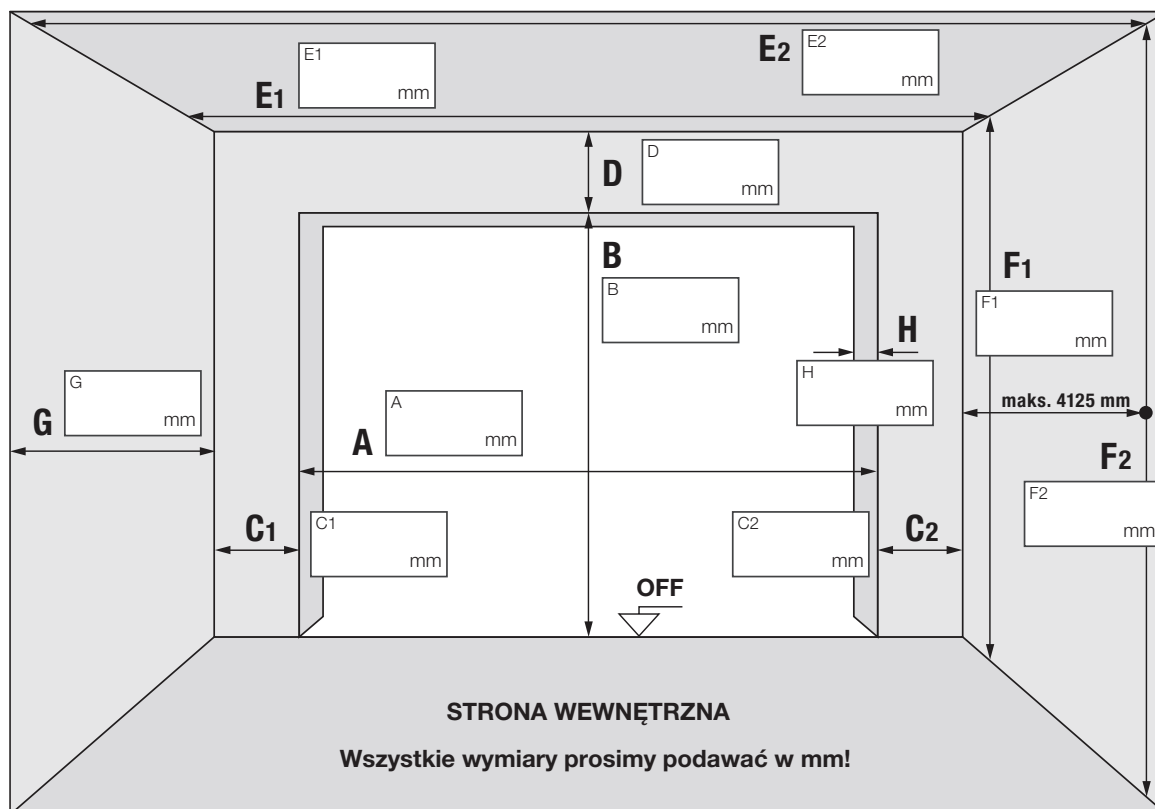 E1
mm
E1
E2
E2
mm
D
D
mm
B
B
mm
F1
F1
mm
H
H
mm
G
G
mm
A
A
mm
maks. 4125 mm
F2
F2
mm
C1
C1
mm
C2
mm
C2
OFF
STRONA WEWNĘTRZNA
Wszystkie wymiary prosimy podawać w mm!